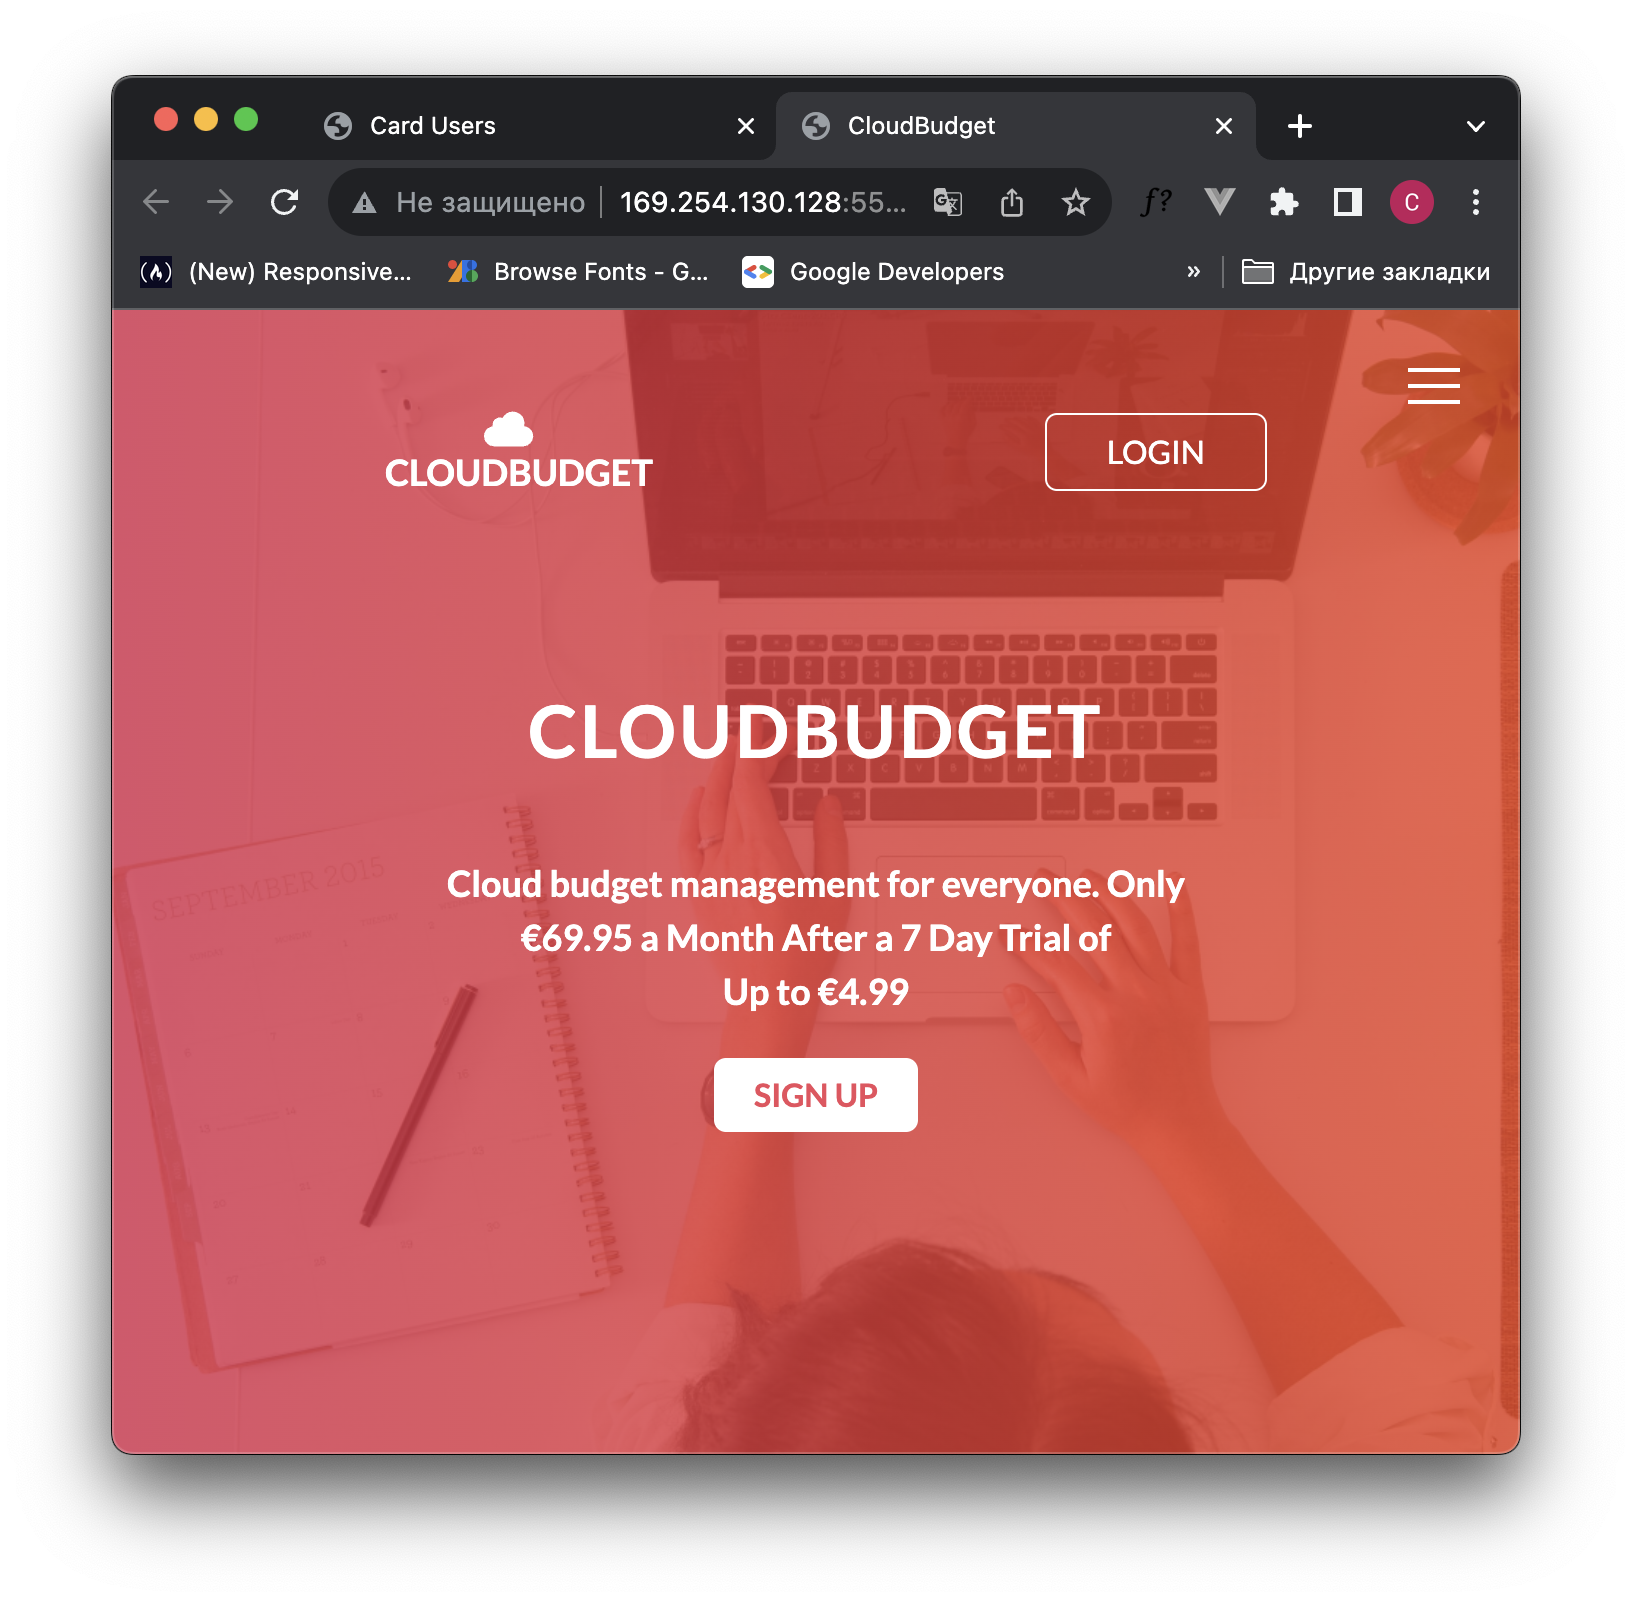 Card Users
CloudBudget
Не защищено
169.254.130.128:55...
f?
C
(New) Responsive...
Browse Fonts - G...
Google Developers
»
Другие закладки
CLOUDBUDGET
LOGIN
CLOUDBUDGET
Cloud budget management for everyone. Only
€69.95 a Month After a 7 Day Trial of
Up to €4.99
SIGN UP
SEPTEMBER 2015